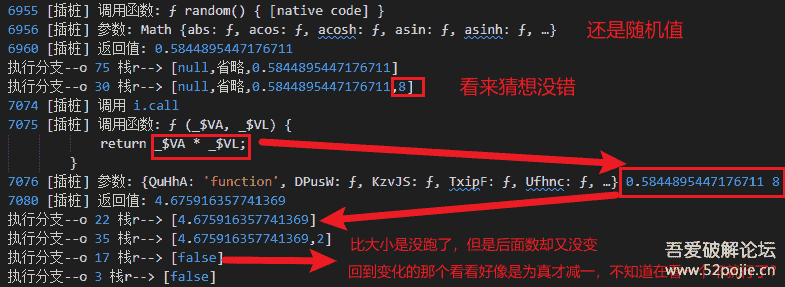 6955 [插桩] 调用函数: ƒ random() { [native code] }
6956 [插桩] 参数: Math {abs: ƒ, acos: ƒ, acosh: ƒ, asin: ƒ, asinh: ƒ, …}
还是随机值
6960 [插桩] 返回值: 0.5844895447176711
执行分支--o 75 栈r--> [null,省略,0.5844895447176711]
执行分支--o 30 栈r--> [null,省略,0.5844895447176711,8]
看来猜想没错
7074 [插桩] 调用 i.call
7075 [插桩] 调用函数: ƒ (_$VA, _$VL) {
return _$VA * _$VL;
}
7076 [插桩] 参数: {QuHhA: 'function', DPusW: ƒ, KzvJS: ƒ, TxipF: ƒ, Ufhnc: ƒ, …} 0.5844895447176711 8
7080 [插桩] 返回值: 4.675916357741369
执行分支--o 22 栈r--> [4.675916357741369]
执行分支--o 35 栈r--> [4.675916357741369,2]
比大小是没跑了，但是后面数却又没变
执行分支--o 17 栈r--> [false]
回到变化的那个看看好像是为真才减一，不知道在看
执行分支--o 3 栈r--> [false]
吾爱破解论坛
www.52pojie.cn